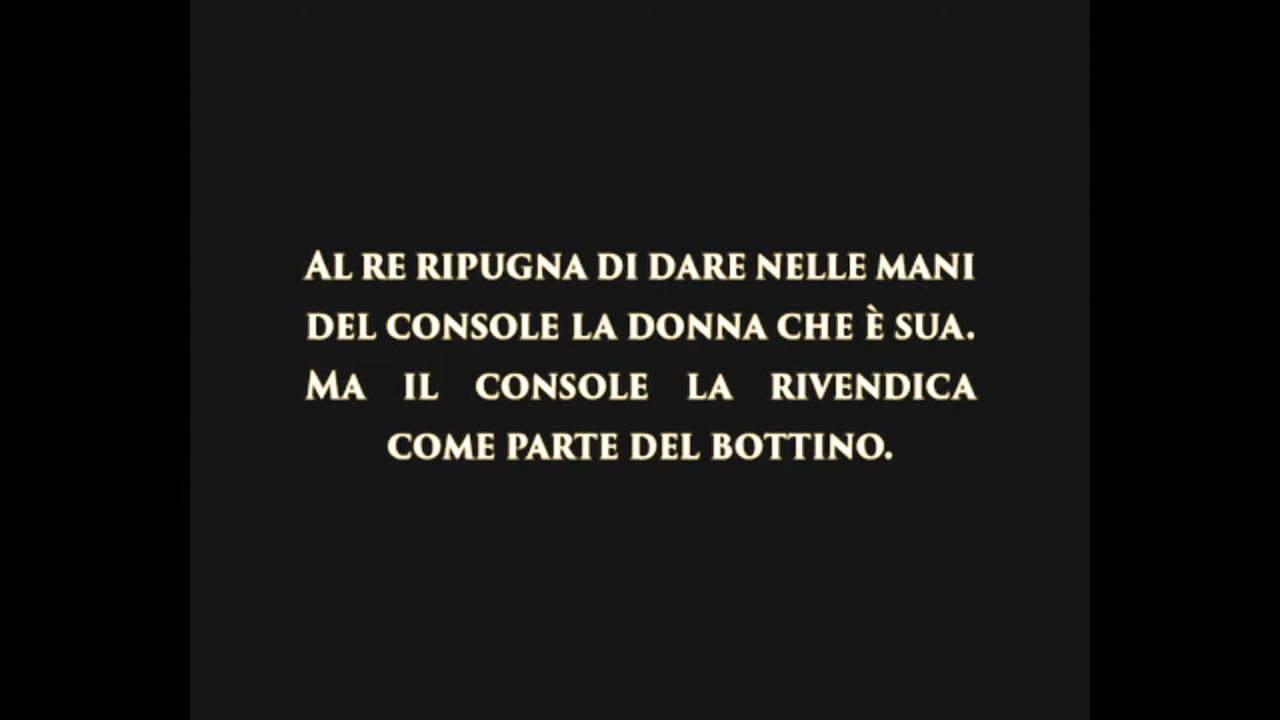 Al re ripugna di dare nelle mani
del console la donna che è sua.
Ma il console la rivendica
come parte del bottino.